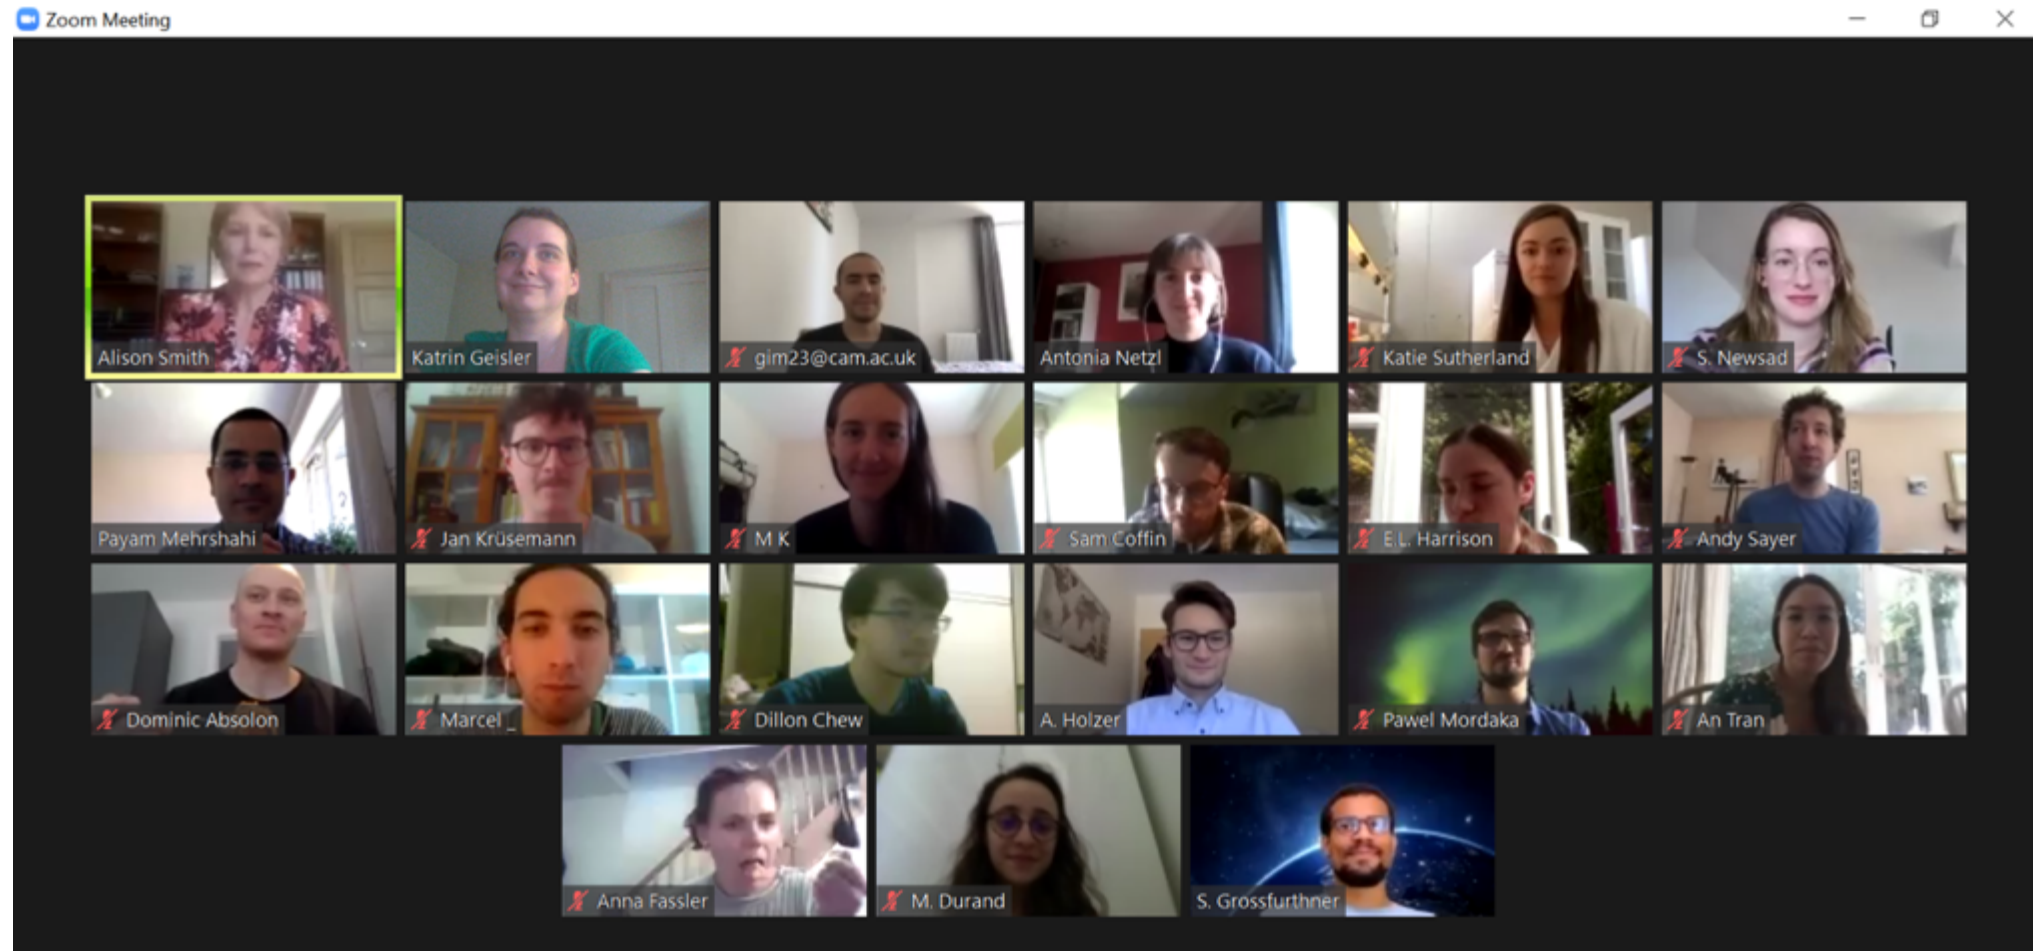 Zoom Meeting
Alison Smith
Katrin Geisler
gim23@cam.ac.uk
Antonia Netzl
Katie Sutherland
S. Newsad
Payam Mehrshahi
Jan Krüsemann
M K
Sam Coffin
E.L. Harrison
Andy Sayer
Dominic Absolon
Marcel _
Dillon Chew
A. Holzer
Pawel Mordaka
An Tran
Anna Fassler
M. Durand
S. Grossfurthner